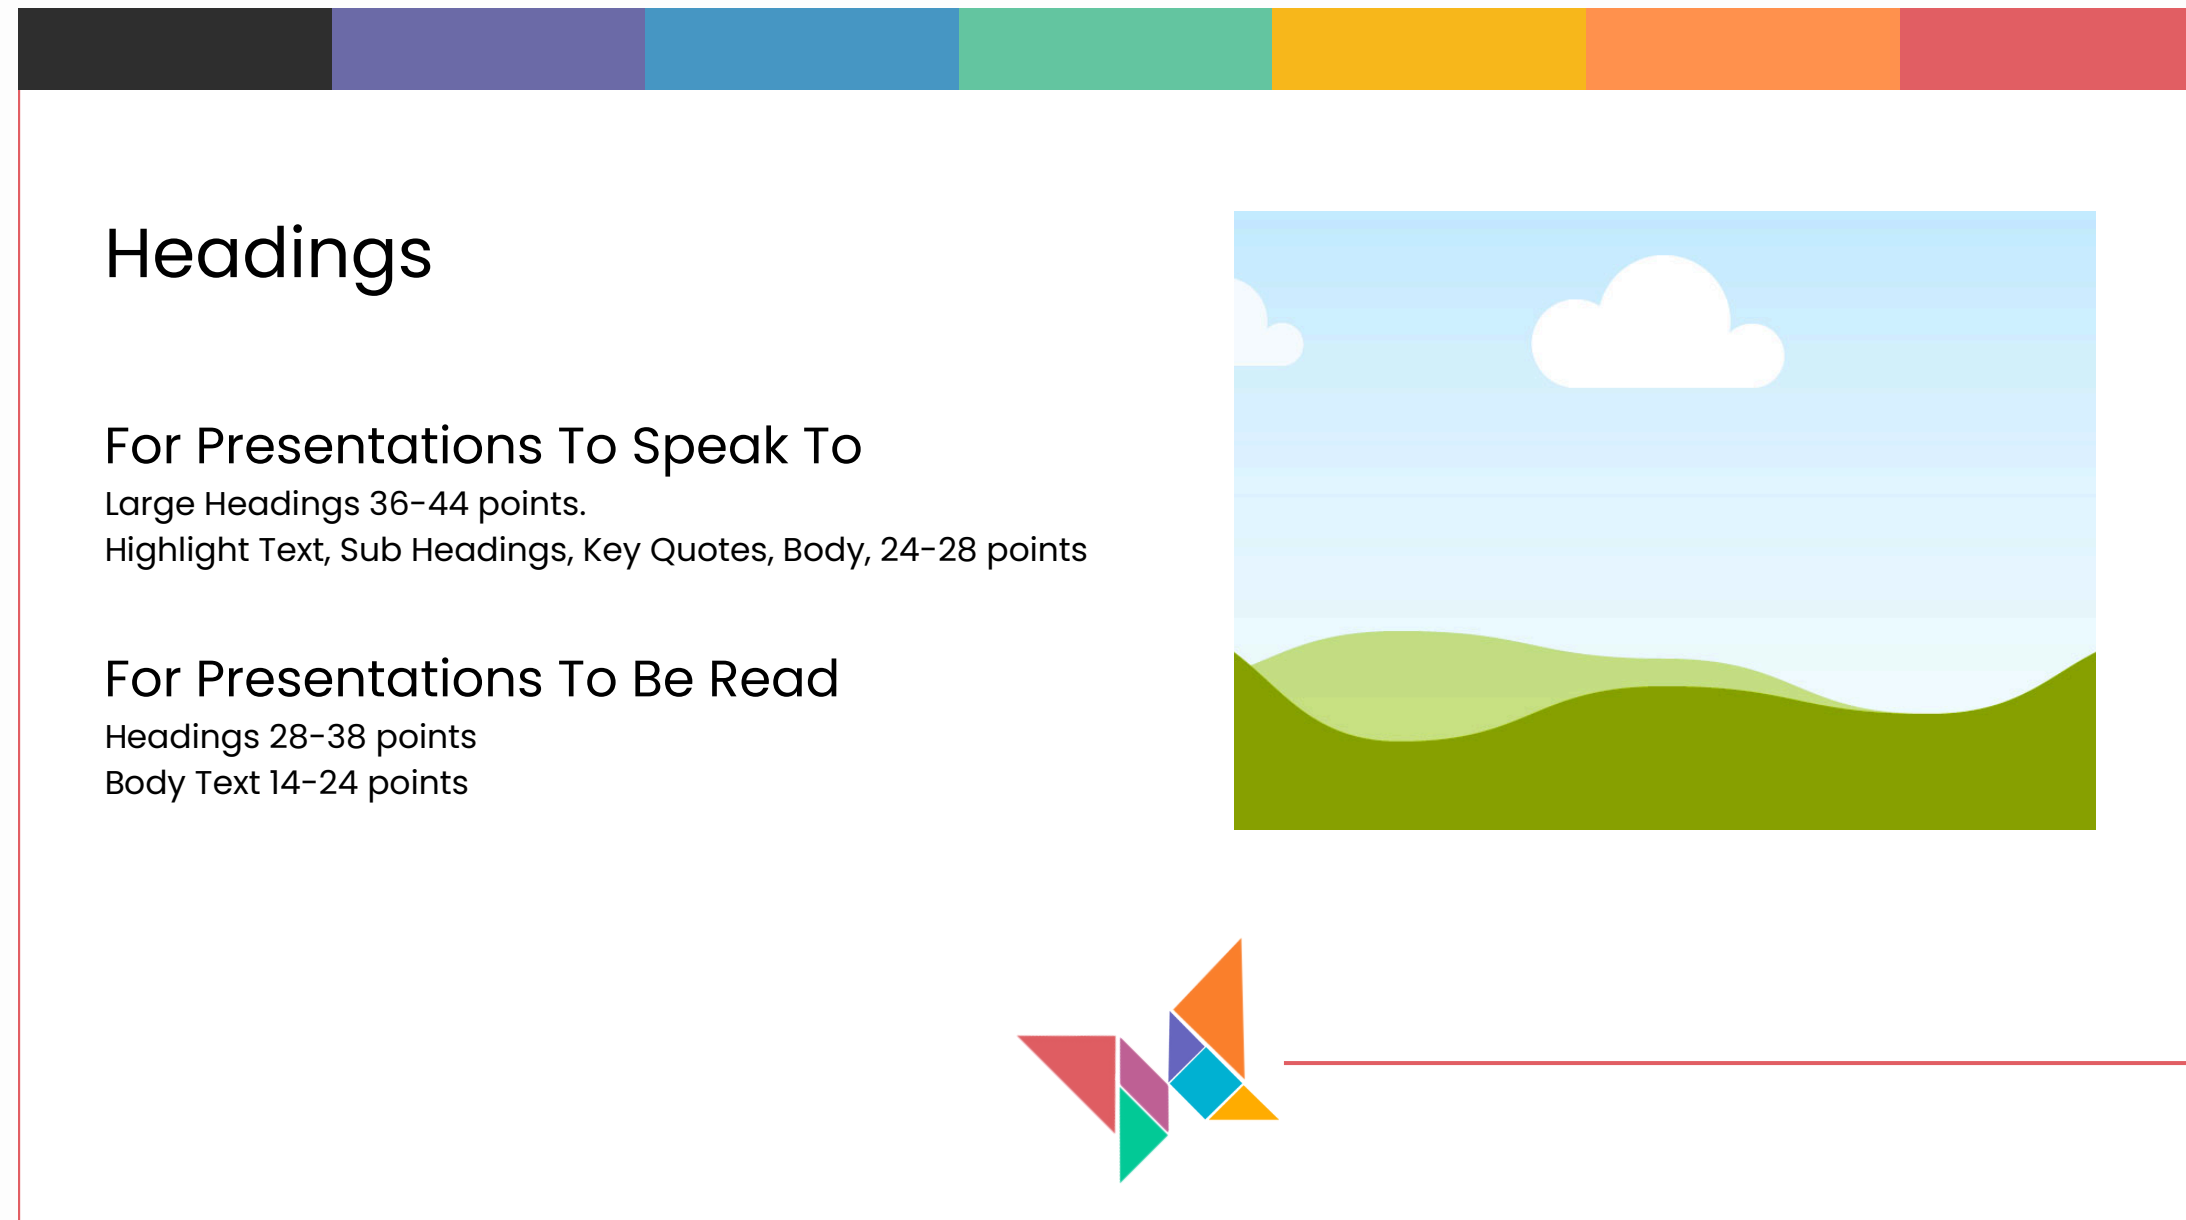 Headings
For Presentations To Speak To
Large Headings 36-44 points.
Highlight Text, Sub Headings, Key Quotes, Body, 24-28 points
For Presentations To Be Read
Headings 28-38 points
Body Text 14-24 points